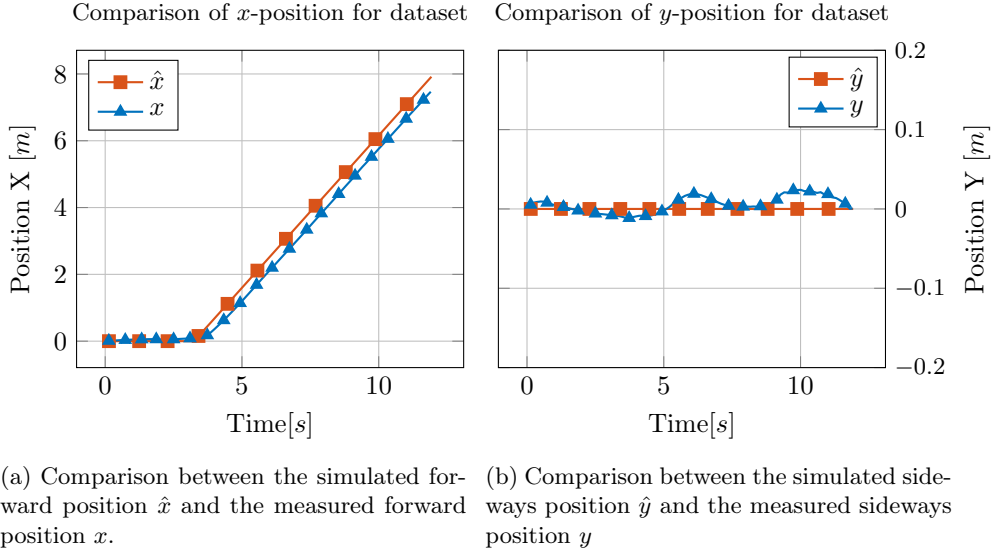 Comparison of x-position for dataset
8
6
4
2
0
x̂
x
Position X [m]
0 5 10
Time[s]
(a) Comparison between the simulated for-
ward position x̂ and the measured forward
position x.
Comparison of y-position for dataset
ŷ
y
0.2
0.1
0
−0.1
−0.2
Position Y [m]
0 5 10
Time[s]
(b) Comparison between the simulated side-
ways position ŷ and the measured sideways
position y